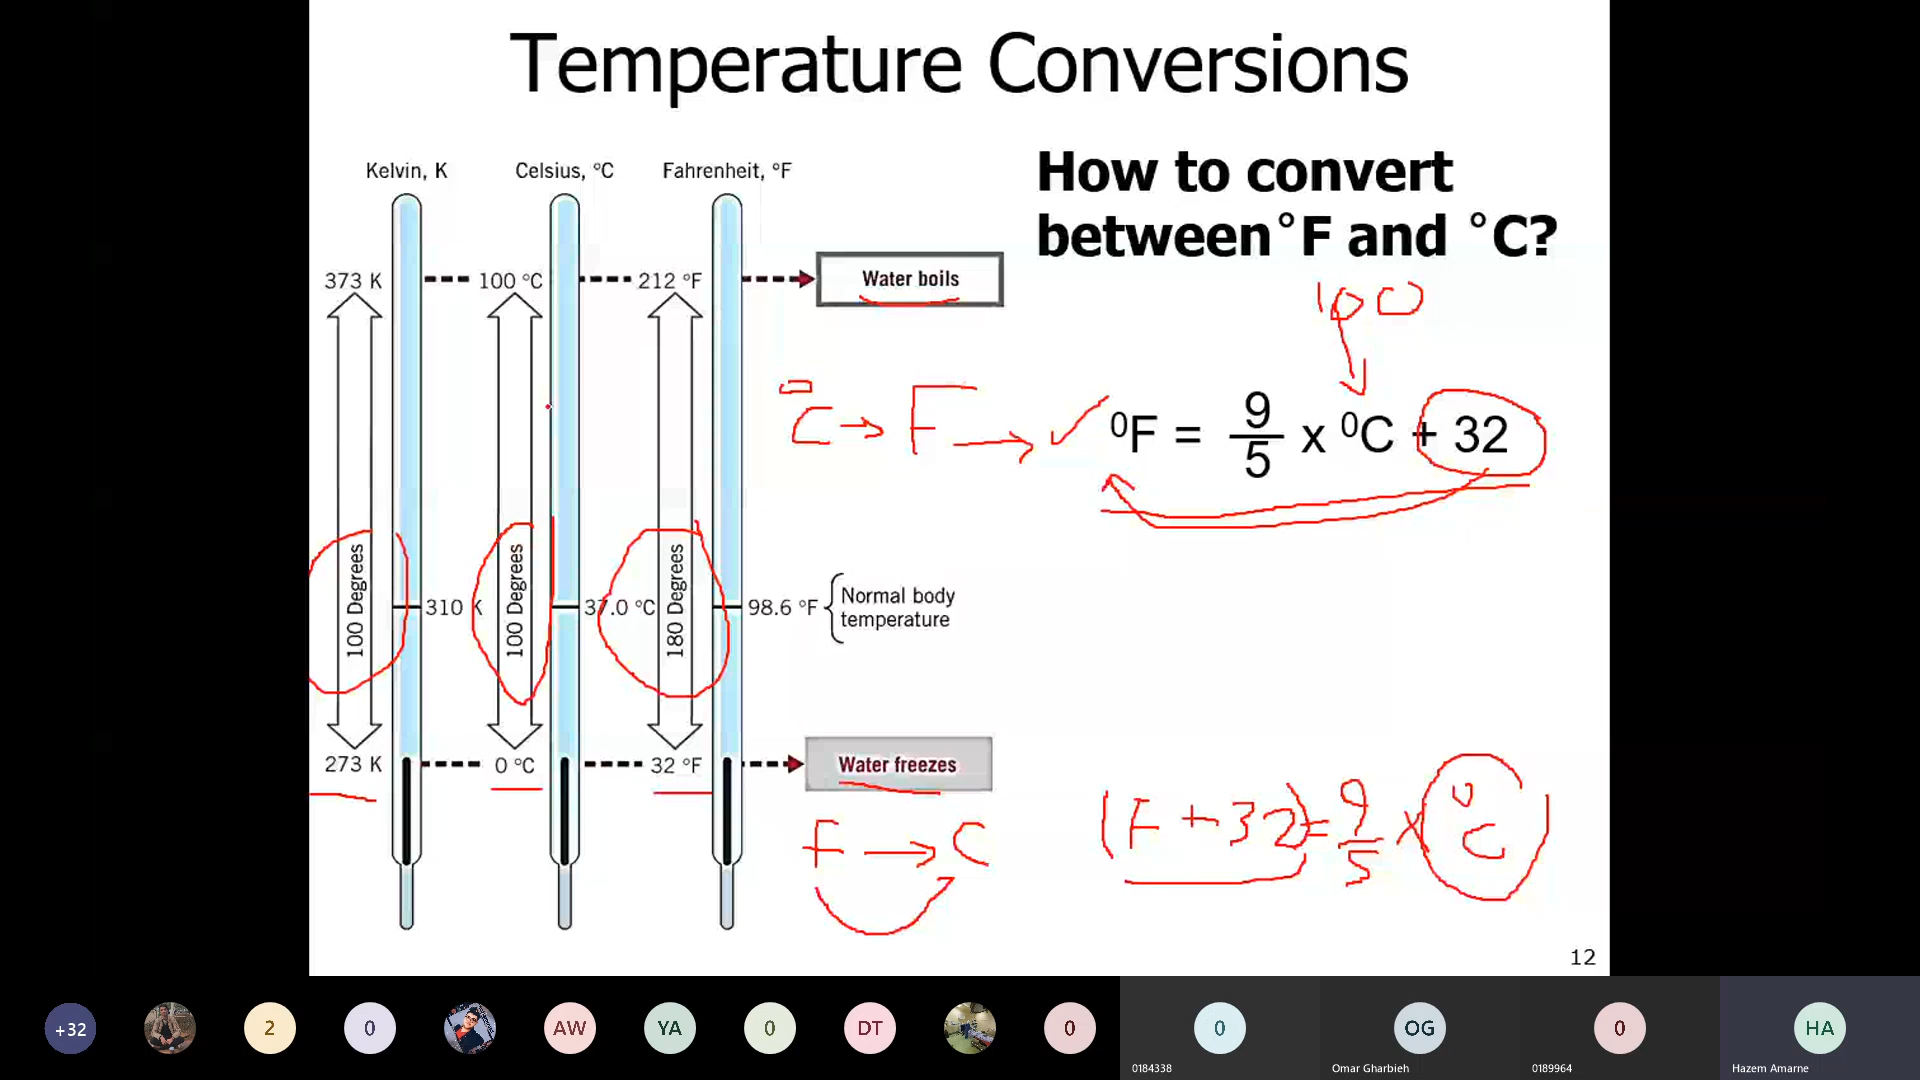 Temperature Conversions
Kelvin, K
Celsius, °C
Fahrenheit, °F
How to convert
between °F and °C?
373 K
100 °C
212 °F
Water boils
100
°C → F → ✓
⁰F = 9/5 x ⁰C + 32
100 Degrees
100 Degrees
180 Degrees
310 K
37.0 °C
98.6 °F
Normal body
temperature
273 K
0 °C
32 °F
Water freezes
F → C
(F + 32) = 9/5 × (°C)
12
+32
2
0
AW
YA
0
DT
0
0
0184338
OG
Omar Gharbieh
0
0189964
HA
Hazem Amarne